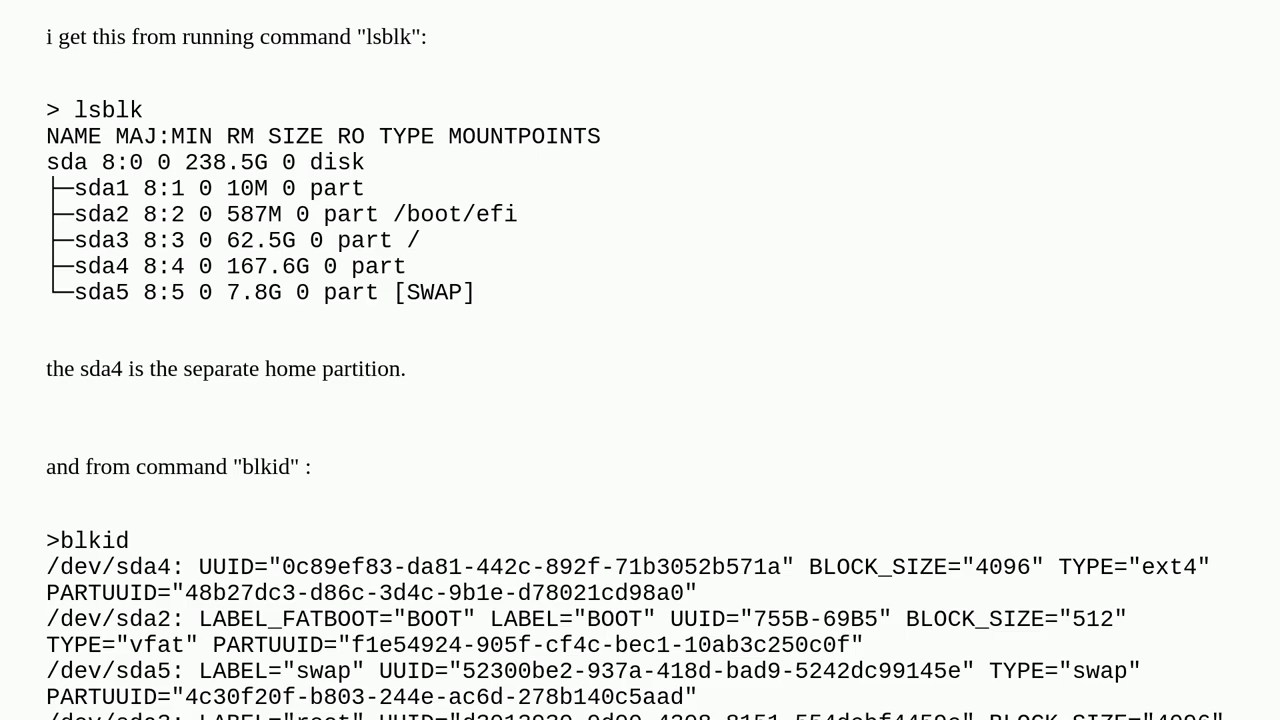 i get this from running command "lsblk":
> lsblk
NAME MAJ:MIN RM SIZE RO TYPE MOUNTPOINTS
sda 8:0 0 238.5G 0 disk
├─sda1 8:1 0 10M 0 part
├─sda2 8:2 0 587M 0 part /boot/efi
├─sda3 8:3 0 62.5G 0 part /
├─sda4 8:4 0 167.6G 0 part
└─sda5 8:5 0 7.8G 0 part [SWAP]
the sda4 is the separate home partition.
and from command "blkid" :
>blkid
/dev/sda4: UUID="0c89ef83-da81-442c-892f-71b3052b571a" BLOCK_SIZE="4096" TYPE="ext4"
PARTUUID="48b27dc3-d86c-3d4c-9b1e-d78021cd98a0"
/dev/sda2: LABEL_FATBOOT="BOOT" LABEL="BOOT" UUID="755B-69B5" BLOCK_SIZE="512"
TYPE="vfat" PARTUUID="f1e54924-905f-cf4c-bec1-10ab3c250c0f"
/dev/sda5: LABEL="swap" UUID="52300be2-937a-418d-bad9-5242dc99145e" TYPE="swap"
PARTUUID="4c30f20f-b803-244e-ac6d-278b140c5aad"
/dev/sda3: LABEL="root" BLOCK_SIZE="4096"